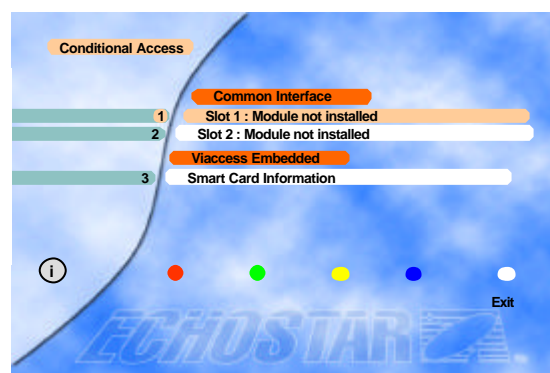 Conditional Access
Common Interface
1 Slot 1 : Module not installed
2 Slot 2 : Module not installed
Viaccess Embedded
3 Smart Card Information
i
Exit
ECHOSTAR